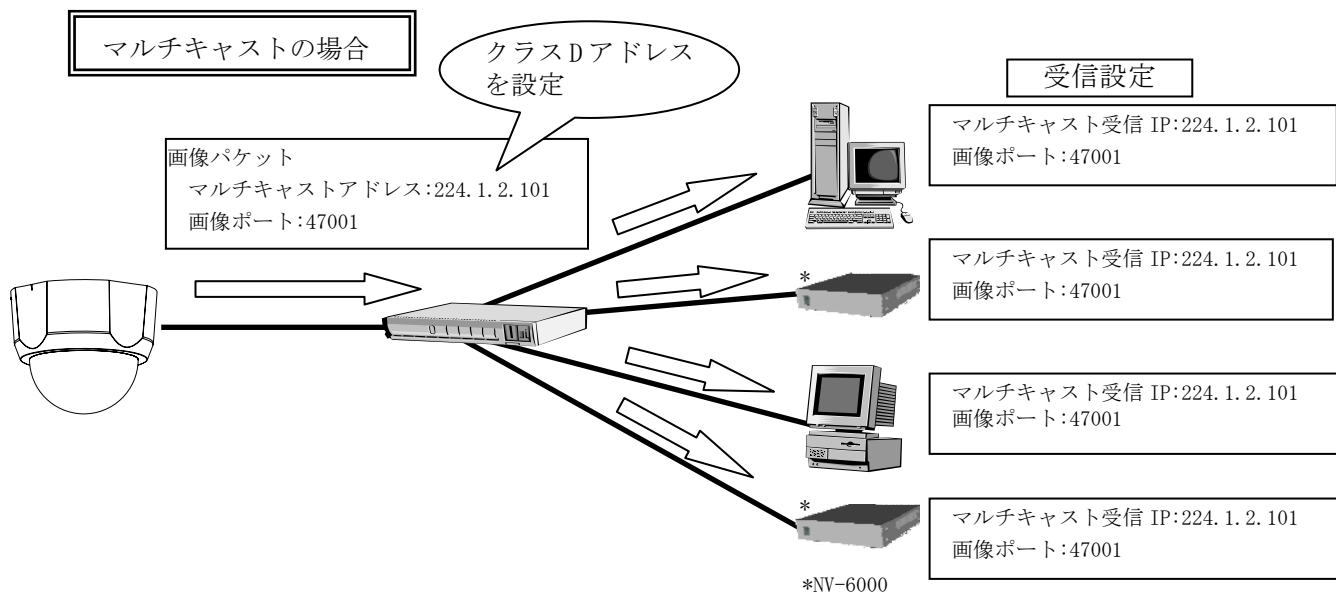 マルチキャストの場合
クラスDアドレス
を設定
受信設定
画像パケット
マルチキャストアドレス:224.1.2.101
画像ポート:47001
マルチキャスト受信 IP:224.1.2.101
画像ポート:47001
*
マルチキャスト受信 IP:224.1.2.101
画像ポート:47001
マルチキャスト受信 IP:224.1.2.101
画像ポート:47001
*
マルチキャスト受信 IP:224.1.2.101
画像ポート:47001
*NV-6000